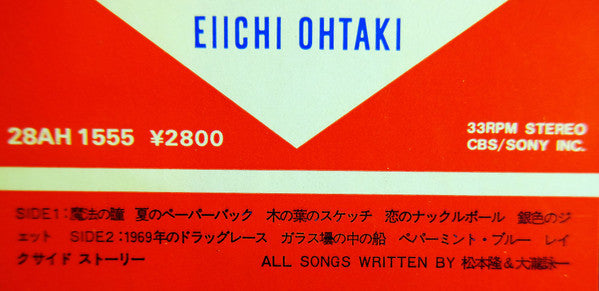 EIICHI OHTAKI
28AH 1555 ¥2800
33RPM STEREO
CBS/SONY INC.
SIDE1:魔法の瞳 夏のペーパーバック 木の葉のスケッチ 恋のナックルボール 銀色のジ
ェット SIDE2:1969年のドラッグレース ガラス壜の中の船 ペパーミント・ブルー レイ
クサイド ストーリー ALL SONGS WRITTEN BY 松本隆&大瀧詠一